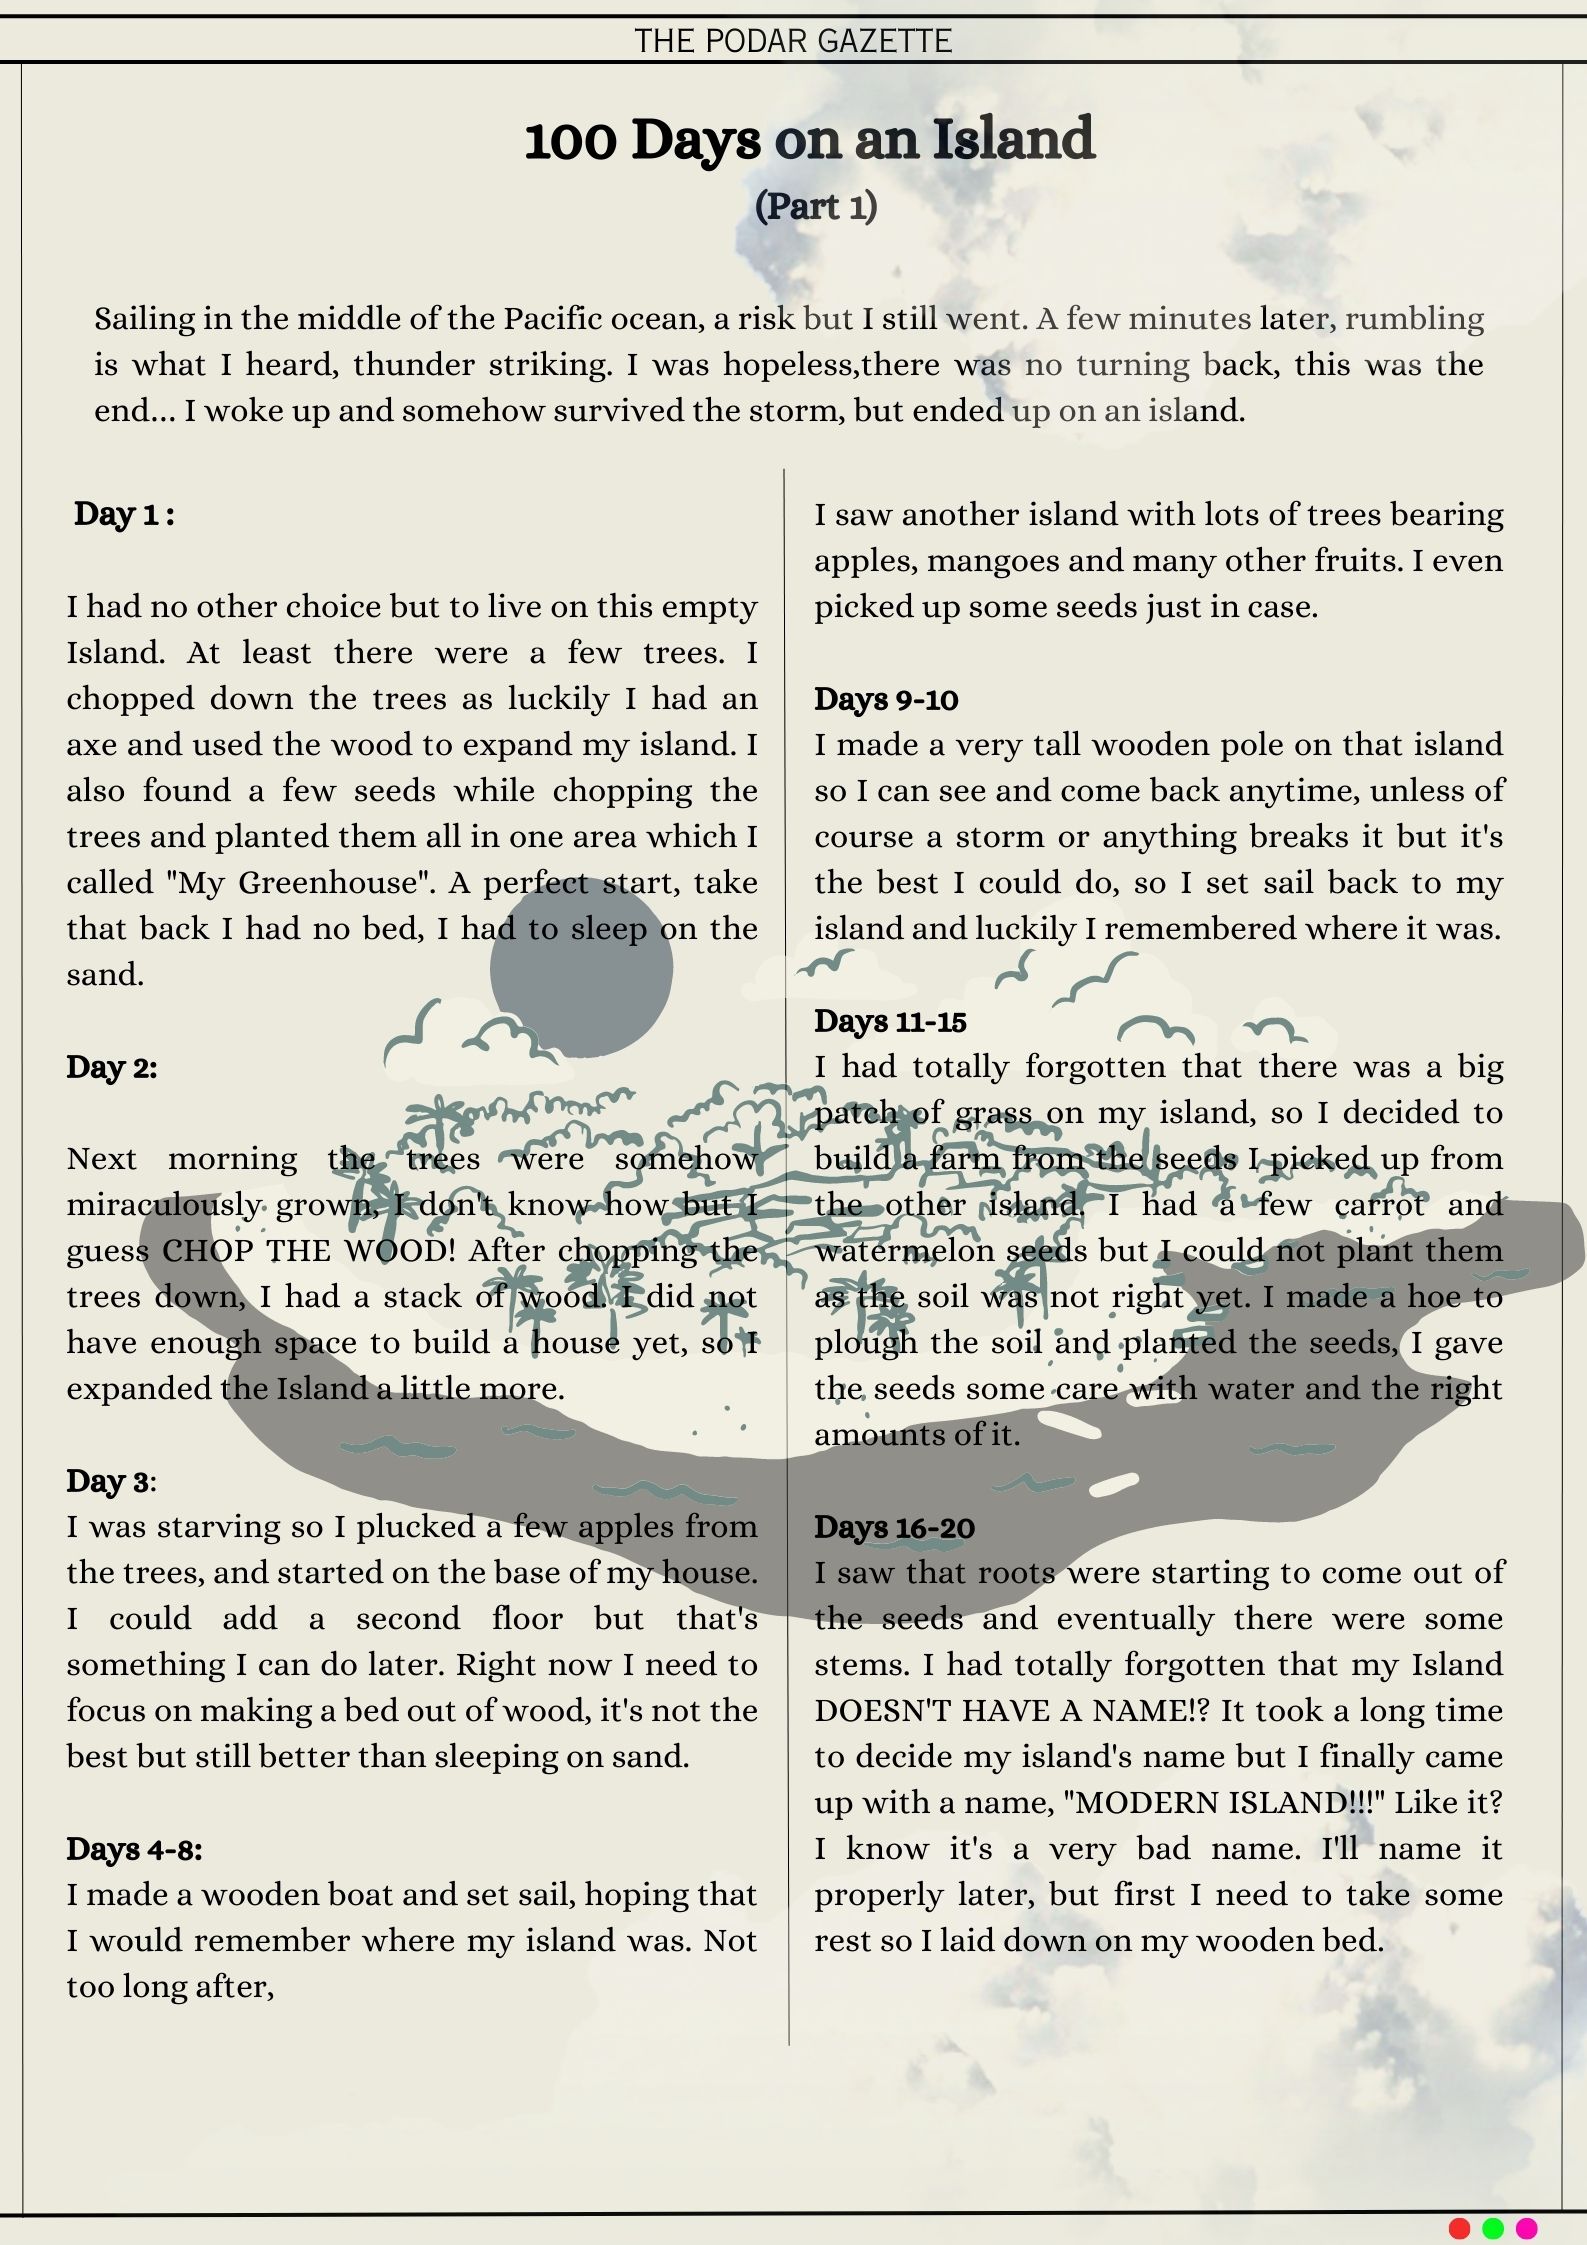 THE PODAR GAZETTE
100 Days on an Island
(Part 1)
Sailing in the middle of the Pacific ocean, a risk but I still went. A few minutes later, rumbling
is what I heard, thunder striking. I was hopeless,there was no turning back, this was the
end... I woke up and somehow survived the storm, but ended up on an island.
Day 1 :
I had no other choice but to live on this empty
Island. At least there were a few trees. I
chopped down the trees as luckily I had an
axe and used the wood to expand my island. I
also found a few seeds while chopping the
trees and planted them all in one area which I
called "My Greenhouse". A perfect start, take
that back I had no bed, I had to sleep on the
sand.
Day 2:
Next morning the trees were somehow
miraculously grown, I don't know how but I
guess CHOP THE WOOD! After chopping the
trees down, I had a stack of wood. I did not
have enough space to build a house yet, so I
expanded the Island a little more.
Day 3:
I was starving so I plucked a few apples from
the trees, and started on the base of my house.
I could add a second floor but that's
something I can do later. Right now I need to
focus on making a bed out of wood, it's not the
best but still better than sleeping on sand.
Days 4-8:
I made a wooden boat and set sail, hoping that
I would remember where my island was. Not
too long after,
I saw another island with lots of trees bearing
apples, mangoes and many other fruits. I even
picked up some seeds just in case.
Days 9-10
I made a very tall wooden pole on that island
so I can see and come back anytime, unless of
course a storm or anything breaks it but it's
the best I could do, so I set sail back to my
island and luckily I remembered where it was.
Days 11-15
I had totally forgotten that there was a big
patch of grass on my island, so I decided to
build a farm from the seeds I picked up from
the other island. I had a few carrot and
watermelon seeds but I could not plant them
as the soil was not right yet. I made a hoe to
plough the soil and planted the seeds, I gave
the seeds some care with water and the right
amounts of it.
Days 16-20
I saw that roots were starting to come out of
the seeds and eventually there were some
stems. I had totally forgotten that my Island
DOESN'T HAVE A NAME!? It took a long time
to decide my island's name but I finally came
up with a name, "MODERN ISLAND!!!" Like it?
I know it's a very bad name. I'll name it
properly later, but first I need to take some
rest so I laid down on my wooden bed.